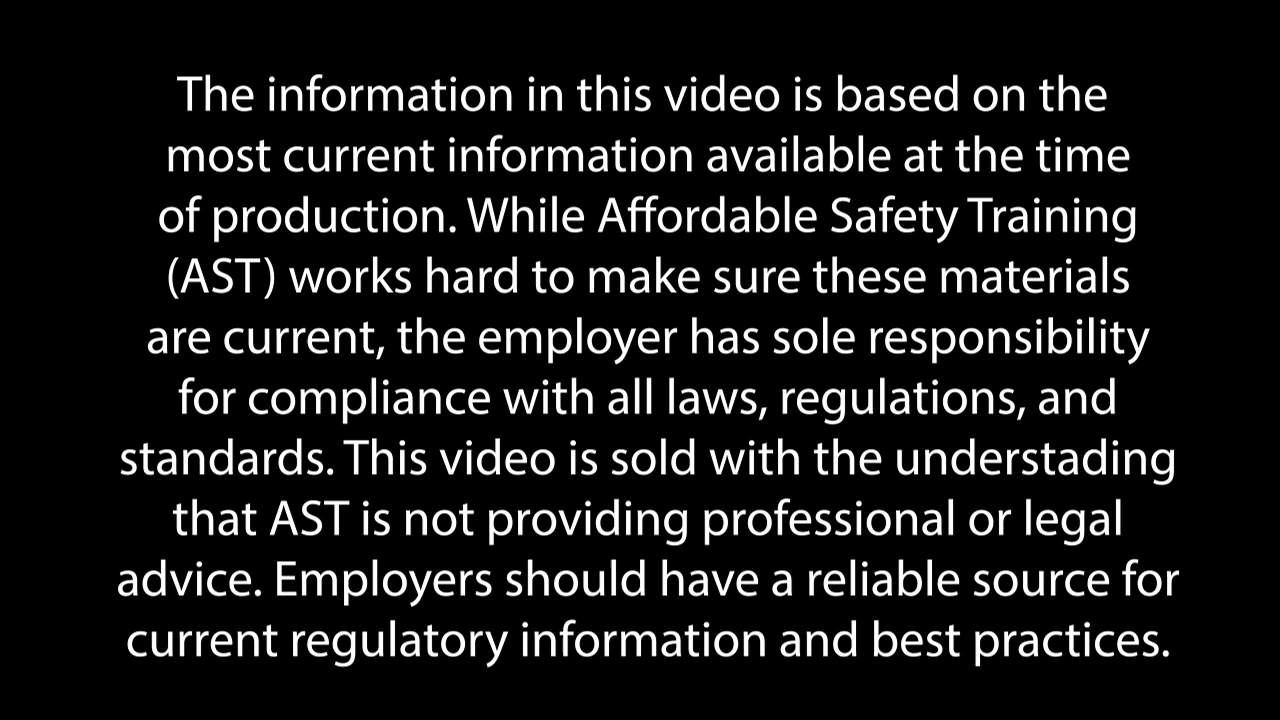 The information in this video is based on the
most current information available at the time
of production. While Affordable Safety Training
(AST) works hard to make sure these materials
are current, the employer has sole responsibility
for compliance with all laws, regulations, and
standards. This video is sold with the understading
that AST is not providing professional or legal
advice. Employers should have a reliable source for
current regulatory information and best practices.